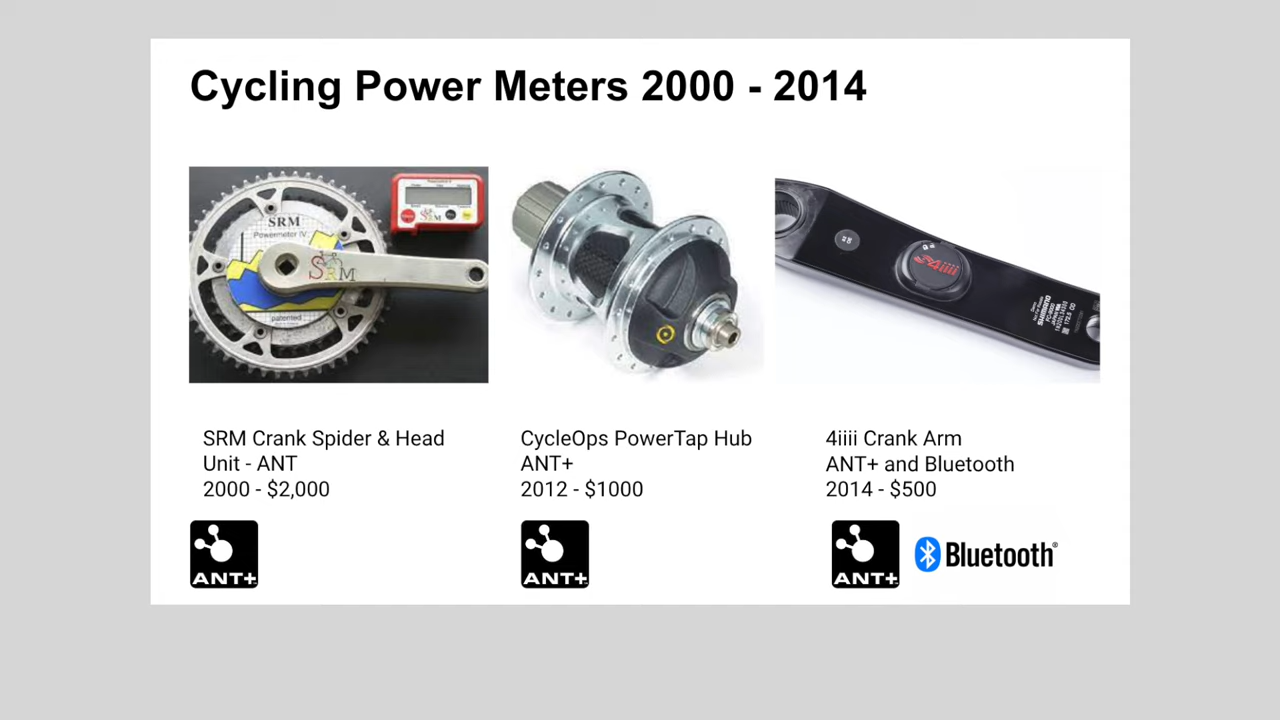 Cycling Power Meters 2000 - 2014
SRM
Powermeter IV
SRM
patented
SRM
4iiii
SHIMANO
SRM Crank Spider & Head
Unit - ANT
2000 - $2,000
CycleOps PowerTap Hub
ANT+
2012 - $1000
4iiii Crank Arm
ANT+ and Bluetooth
2014 - $500
ANT+
ANT+
ANT+
Bluetooth®